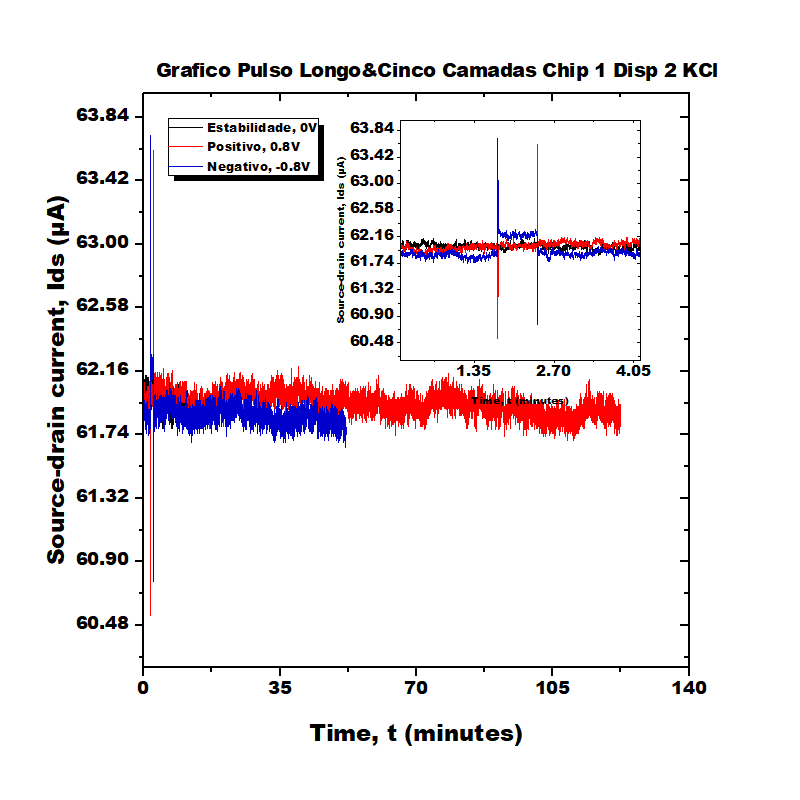 Grafico Pulso Longo&Cinco Camadas Chip 1 Disp 2 KCl
Source-drain current, Ids (µA)
63.84
63.42
63.00
62.58
62.16
61.74
61.32
60.90
60.48
Estabilidade, 0V
Positivo, 0.8V
Negativo, -0.8V
Source-drain current, Ids (µA)
63.84
63.42
63.00
62.58
62.16
61.74
61.32
60.90
60.48
1.35 2.70 4.05
Time, t (minutes)
0 35 70 105 140
Time, t (minutes)